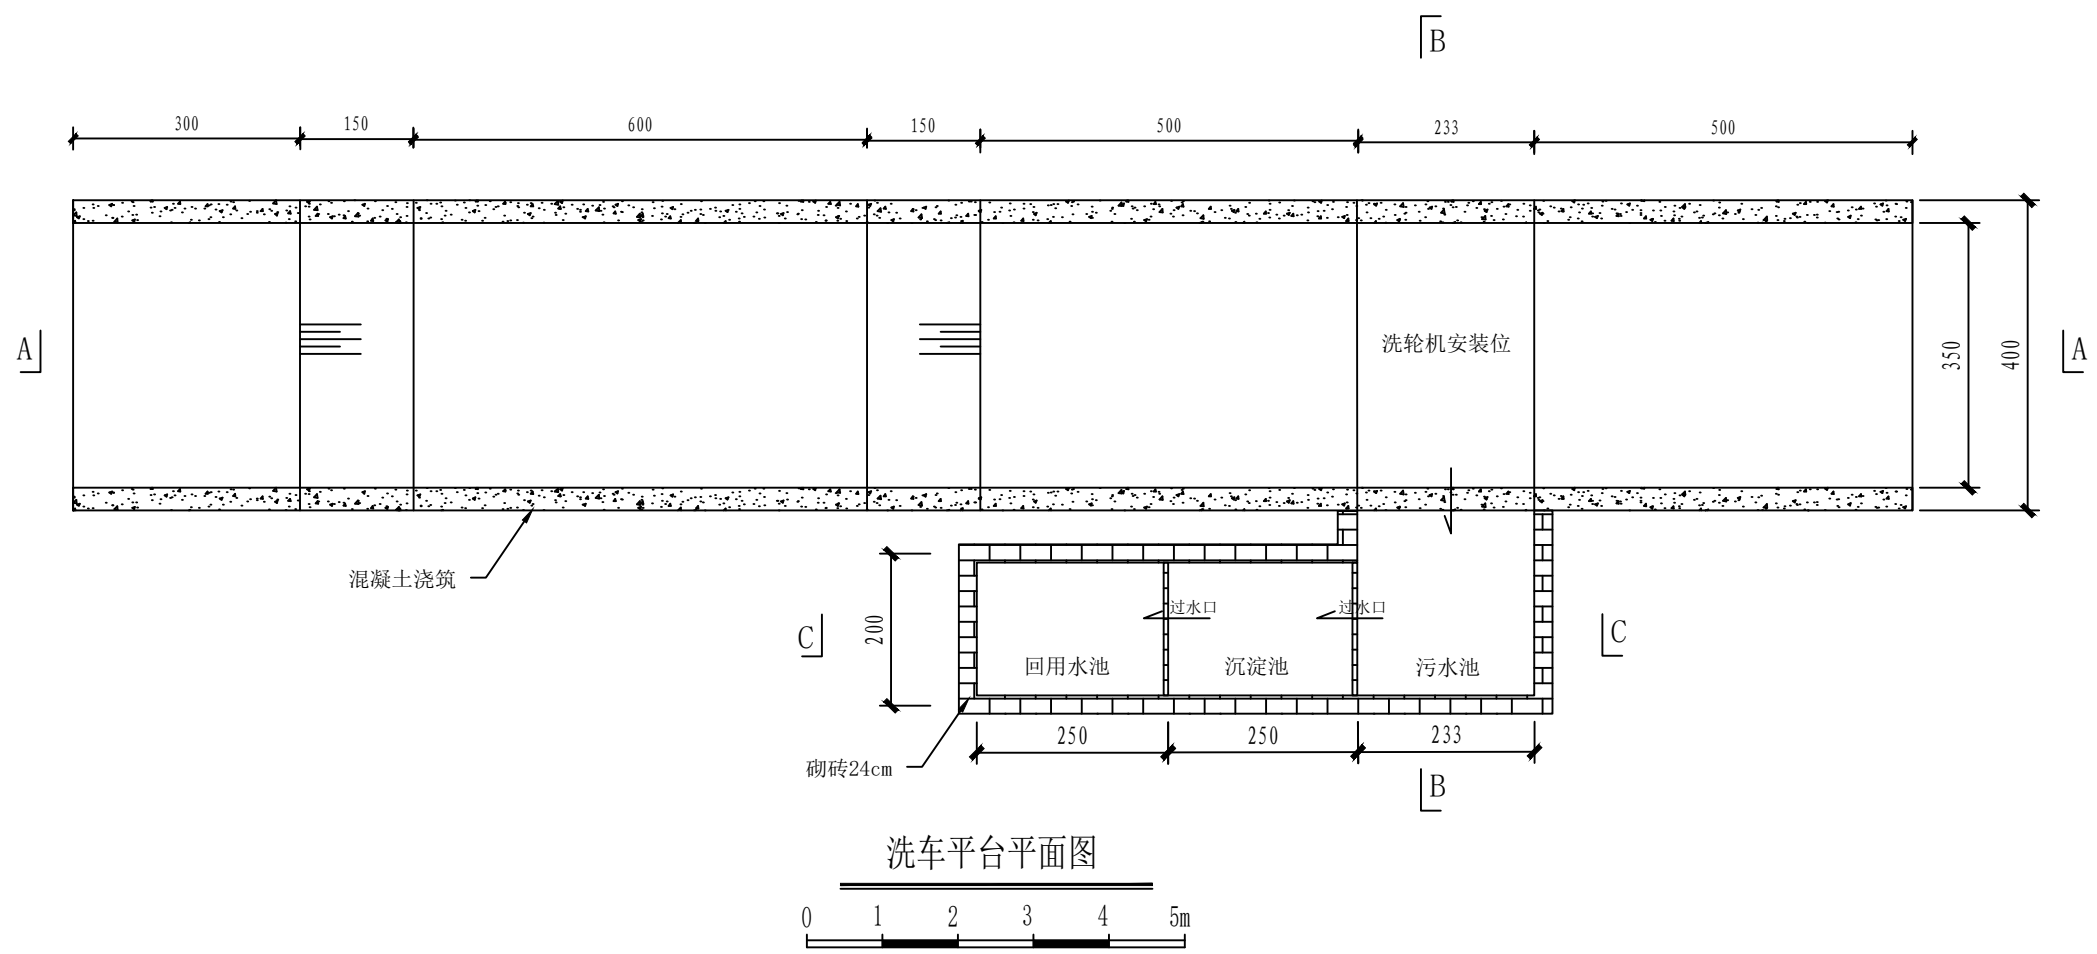 B
300 150 600 150 500 233 500
A 洗轮机安装位 350 400 A
混凝土浇筑
C 200 过水口 过水口 C
回用水池 沉淀池 污水池
250 250 233
砌砖24cm
B
洗车平台平面图
0 1 2 3 4 5m